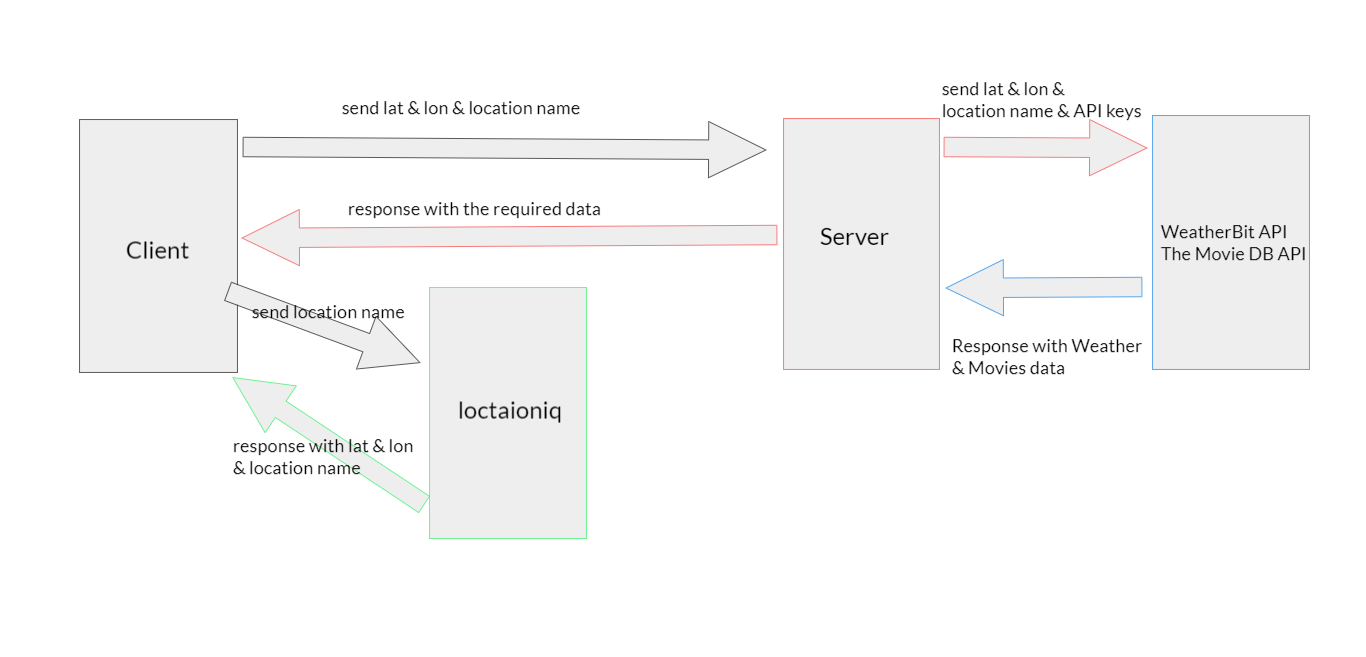 send lat & lon &
location name & API keys
send lat & lon & location name
response with the required data
Client
Server
WeatherBit API
The Movie DB API
send location name
Response with Weather
& Movies data
loctaioniq
response with lat & lon
& location name